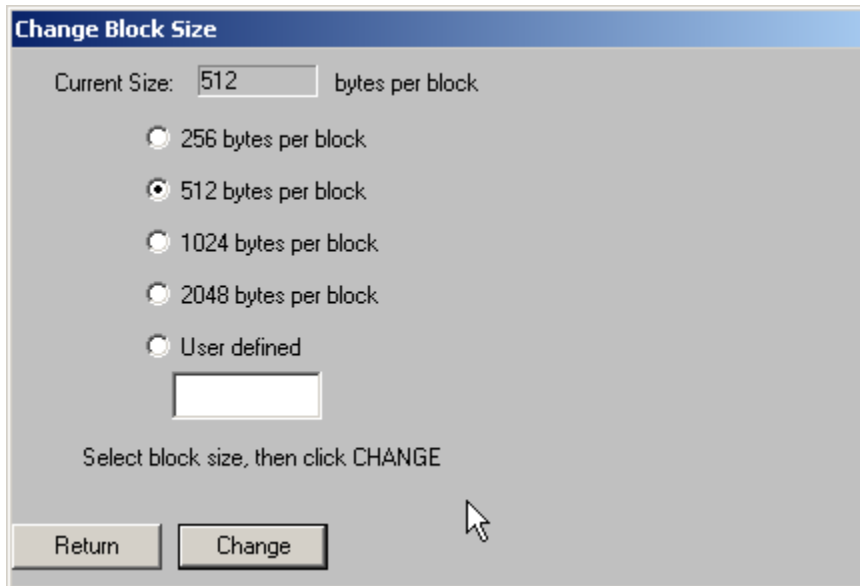 Change Block Size
Current Size: 512 bytes per block
256 bytes per block
512 bytes per block
1024 bytes per block
2048 bytes per block
User defined
Select block size, then click CHANGE
Return Change